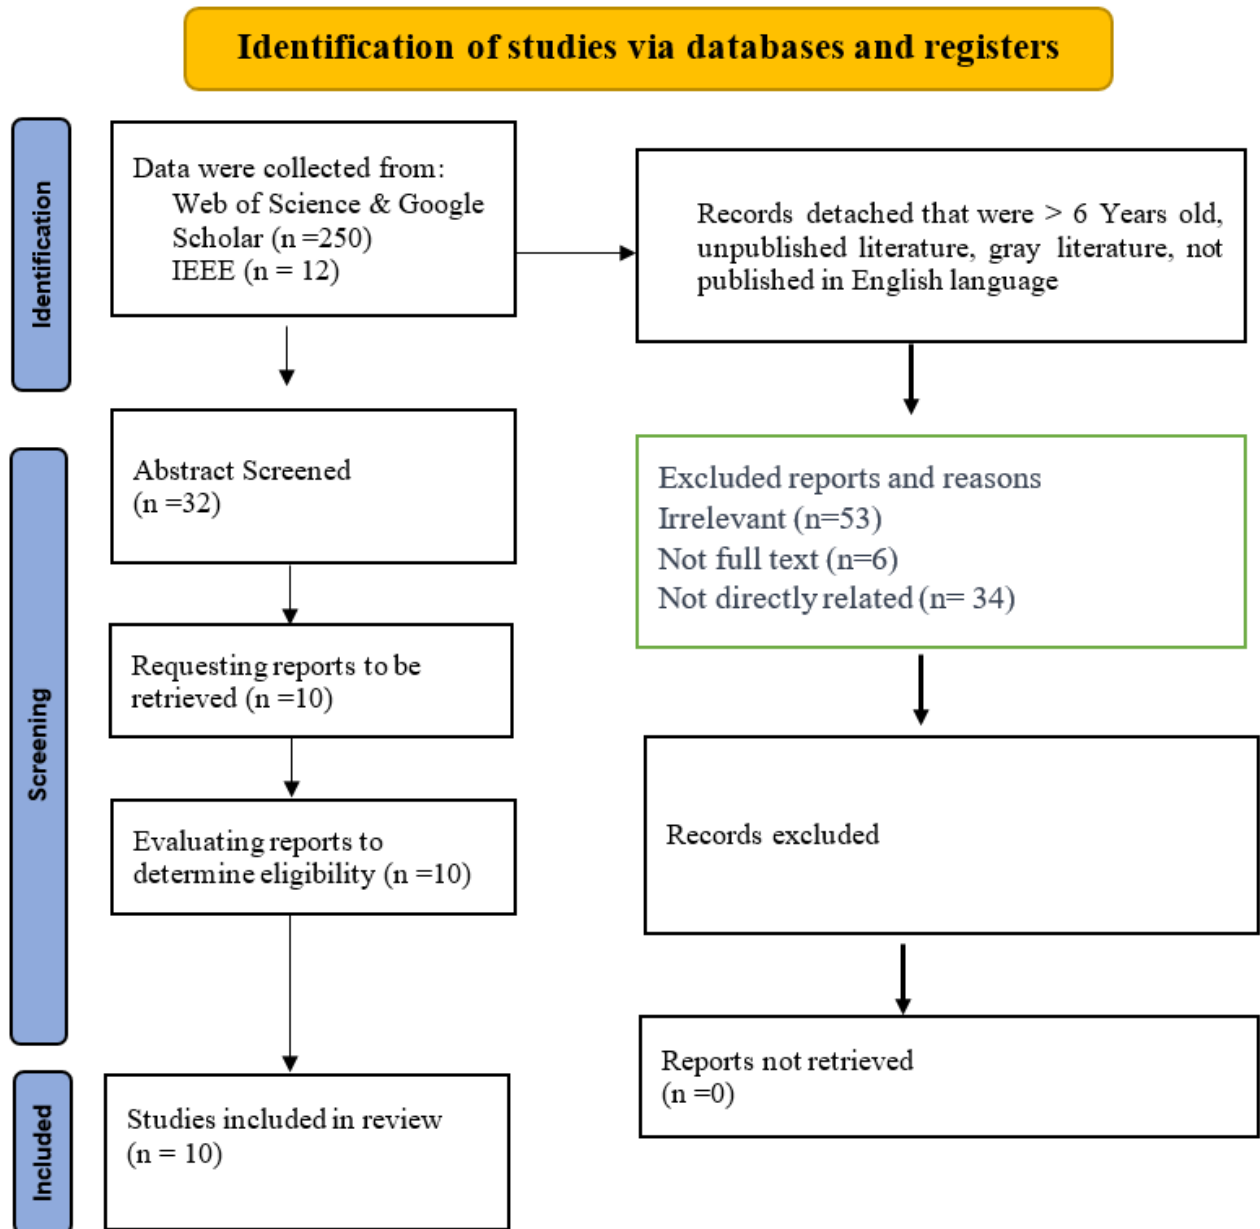 Identification of studies via databases and registers
Identification
Data were collected from:
Web of Science & Google
Scholar (n =250)
IEEE (n = 12)
Records detached that were > 6 Years old,
unpublished literature, gray literature, not
published in English language
Screening
Abstract Screened
(n =32)
Excluded reports and reasons
Irrelevant (n=53)
Not full text (n=6)
Not directly related (n= 34)
Requesting reports to be
retrieved (n =10)
Evaluating reports to
determine eligibility (n =10)
Records excluded
Reports not retrieved
(n =0)
Included
Studies included in review
(n = 10)